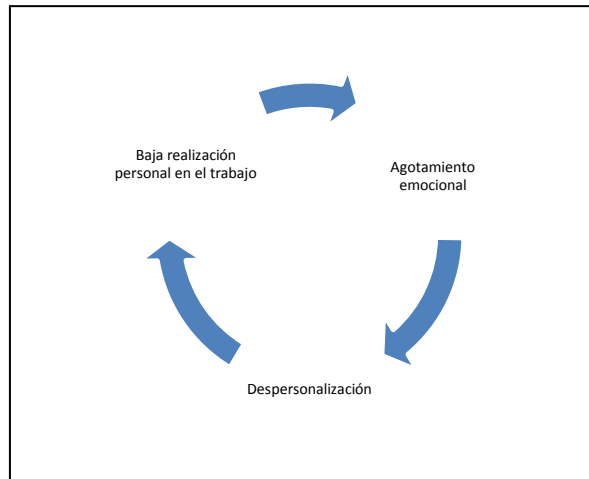 Baja realización
personal en el trabajo
Agotamiento
emocional
Despersonalización